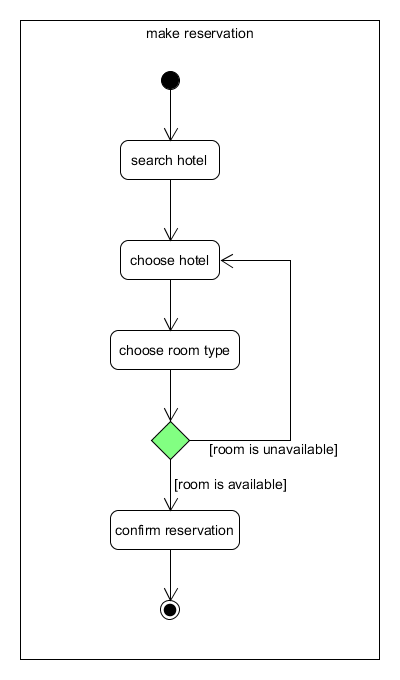 make reservation
search hotel
choose hotel
choose room type
[room is unavailable]
[room is available]
confirm reservation